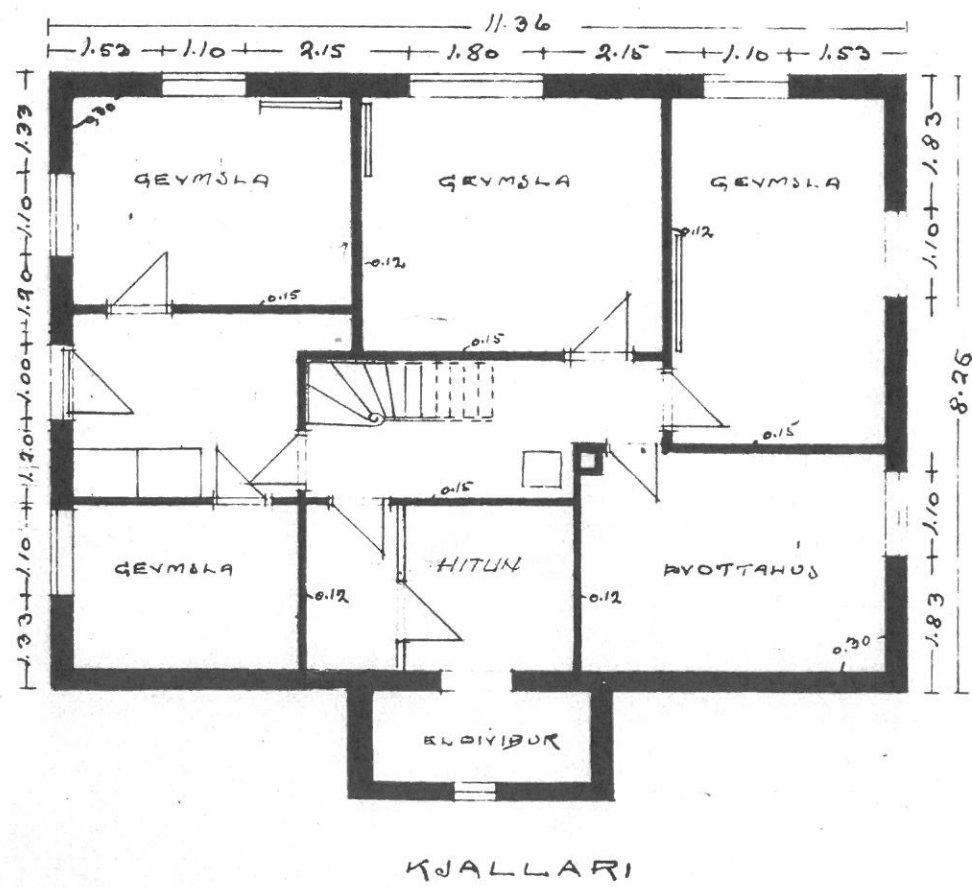 11.36
1.53 1.10 2.15 1.80 2.15 1.10 1.53
1.33 1.10 1.90 1.00 1.20 1.10 1.33
1.83 1.10 1.10 1.83
8.26
0.30
GEYMSLA GEYMSLA GEYMSLA
0.12 0.12
0.15
0.15
0.15
0.15
GEYMSLA HITUN ÞVOTTAHÚS
0.12 0.12
0.30
ELDIVIÐUR
KJALLARI